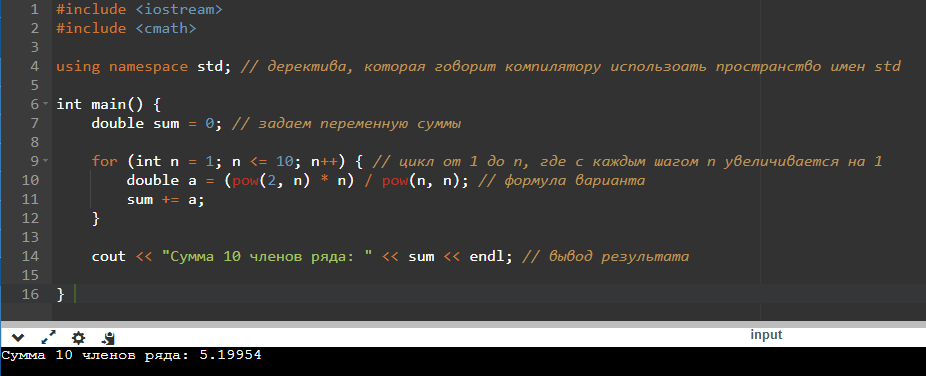 1 #include <iostream>
2 #include <cmath>
3
4 using namespace std; // деректива, которая говорит компилятору использоать пространство имен std
5
6 int main() {
7 double sum = 0; // задаем переменную суммы
8
9 for (int n = 1; n <= 10; n++) { // цикл от 1 до n, где с каждым шагом n увеличивается на 1
10 double a = (pow(2, n) * n) / pow(n, n); // формула варианта
11 sum += a;
12 }
13
14 cout << "Сумма 10 членов ряда: " << sum << endl; // вывод результата
15
16 }
input
Сумма 10 членов ряда: 5.19954